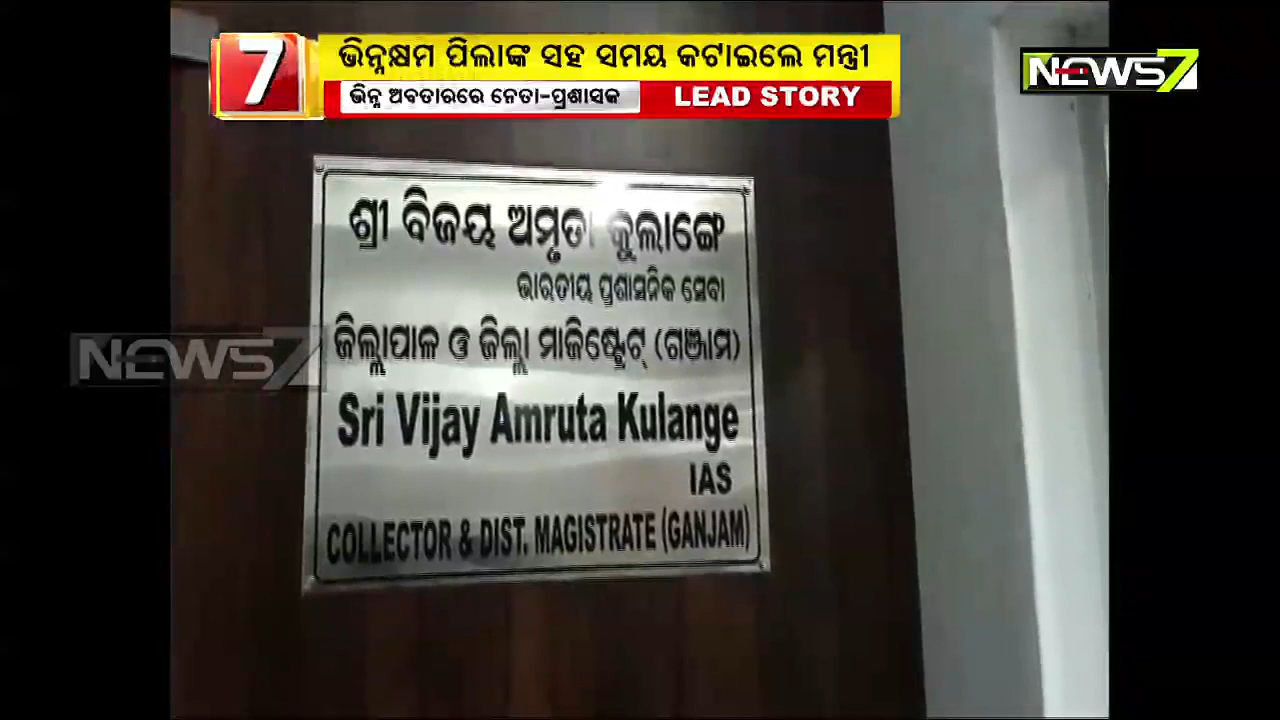 7 ଭିନ୍ନକ୍ଷମ ପିଲାଙ୍କ ସହ ସମୟ କଟାଇଲେ ମନ୍ତ୍ରୀ
ଭିନ୍ନ ଅବତାରରେ ନେତା-ପ୍ରଶାସକ LEAD STORY
NEWS7
ଶ୍ରୀ ବିଜୟ ଅମୃତା କୁଲାଙ୍ଗେ
ଭାରତୀୟ ପ୍ରଶାସନିକ ସେବା
ଜିଲ୍ଲାପାଳ ଓ ଜିଲ୍ଲା ମାଜିଷ୍ଟ୍ରେଟ୍ (ଗଞ୍ଜାମ)
NEWS7
Sri Vijay Amruta Kulange
IAS
COLLECTOR & DIST. MAGISTRATE (GANJAM)